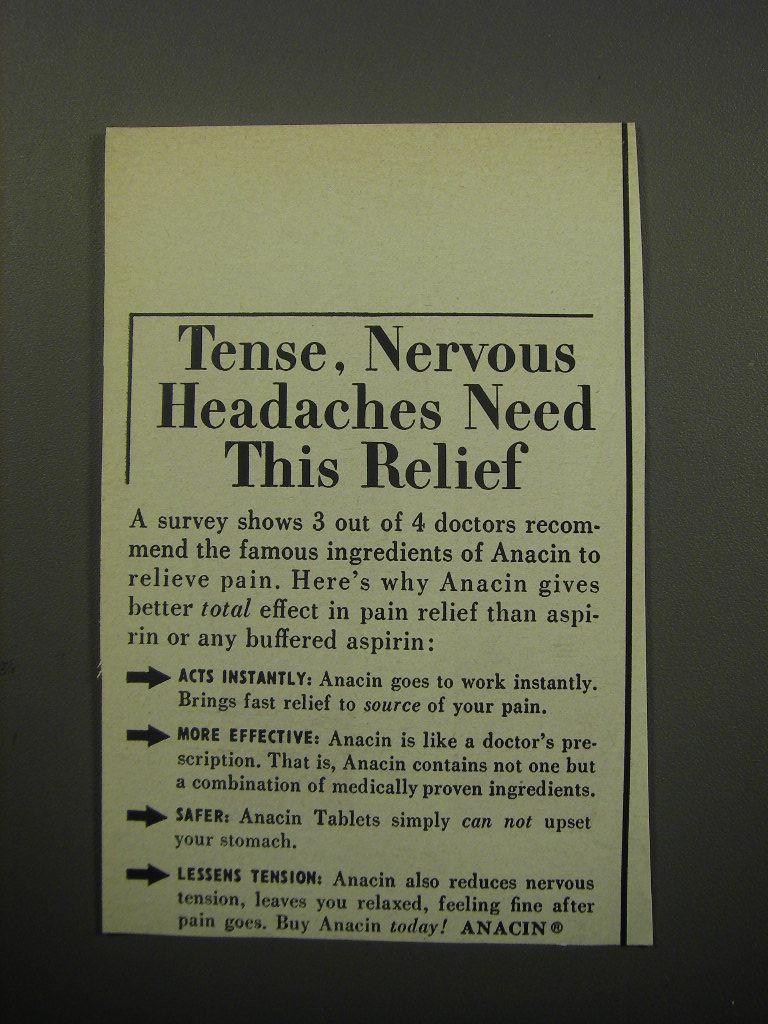 Tense, Nervous
Headaches Need
This Relief
A survey shows 3 out of 4 doctors recom-
mend the famous ingredients of Anacin to
relieve pain. Here's why Anacin gives
better total effect in pain relief than aspi-
rin or any buffered aspirin:
ACTS INSTANTLY: Anacin goes to work instantly.
Brings fast relief to source of your pain.
MORE EFFECTIVE: Anacin is like a doctor's pre-
scription. That is, Anacin contains not one but
a combination of medically proven ingredients.
SAFER: Anacin Tablets simply can not upset
your stomach.
LESSENS TENSION: Anacin also reduces nervous
tension, leaves you relaxed, feeling fine after
pain goes. Buy Anacin today! ANACIN®